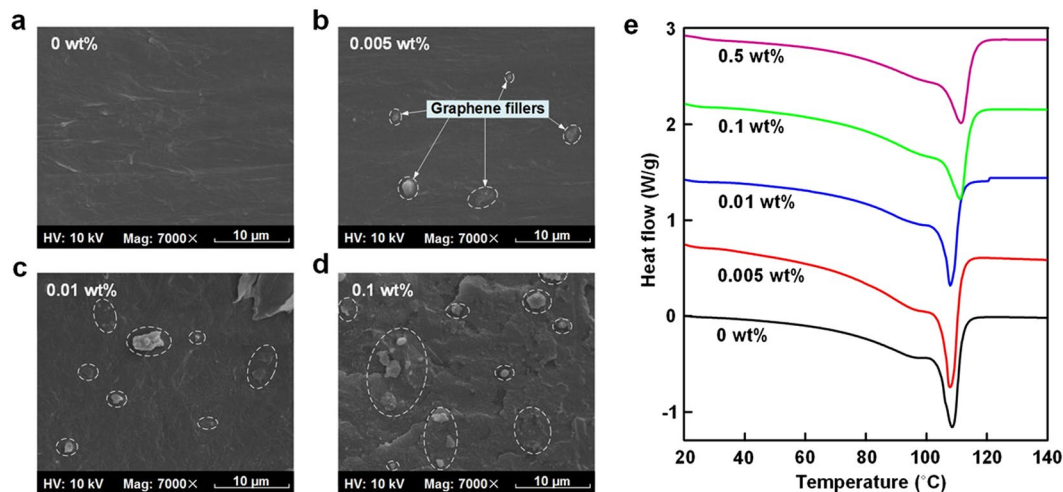 a
0 wt%
HV: 10 kV Mag: 7000× 10 μm
b
0.005 wt%
Graphene fillers
HV: 10 kV Mag: 7000× 10 μm
c
0.01 wt%
HV: 10 kV Mag: 7000× 10 μm
d
0.1 wt%
HV: 10 kV Mag: 7000× 10 μm
e
3
2
1
0
-1
Heat flow (W/g)
0.5 wt%
0.1 wt%
0.01 wt%
0.005 wt%
0 wt%
20 40 60 80 100 120 140
Temperature (°C)